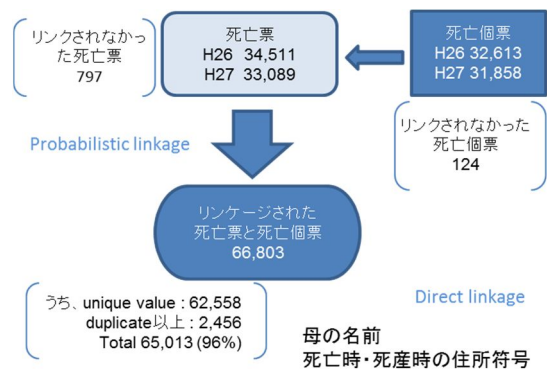 リンクされなかっ
た死亡票
797
死亡票
H26 34,511
H27 33,089
死亡個票
H26 32,613
H27 31,858
リンクされなかった
死亡個票
124
Probabilistic linkage
リンケージされた
死亡票と死亡個票
66,803
うち、unique value : 62,558
duplicate以上 : 2,456
Total 65,013 (96%)
Direct linkage
母の名前
死亡時・死産時の住所符号